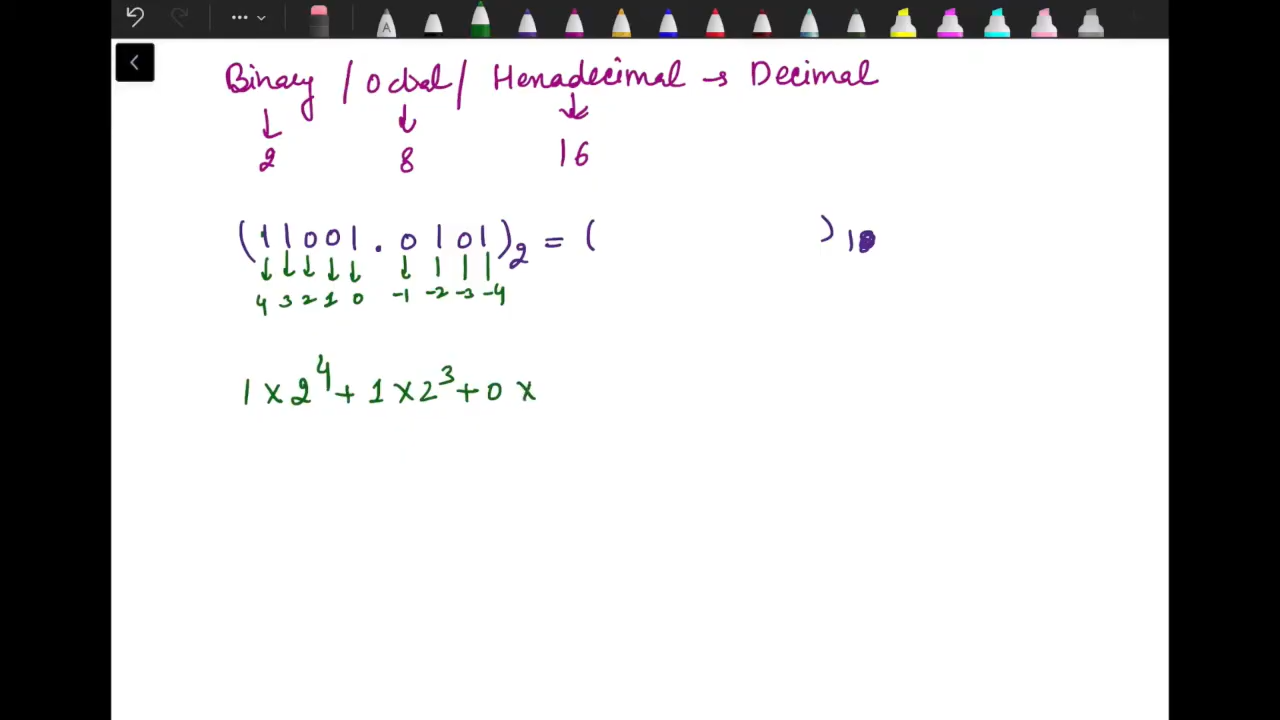 Binary / Octal / Hexadecimal → Decimal
↓ ↓ ↓
2 8 16
(11001.0101)₂ = ( )₁₀
↓ ↓ ↓ ↓ ↓ ↓ | | |
4 3 2 1 0 -1 -2 -3 -4
1 × 2⁴ + 1 × 2³ + 0 ×